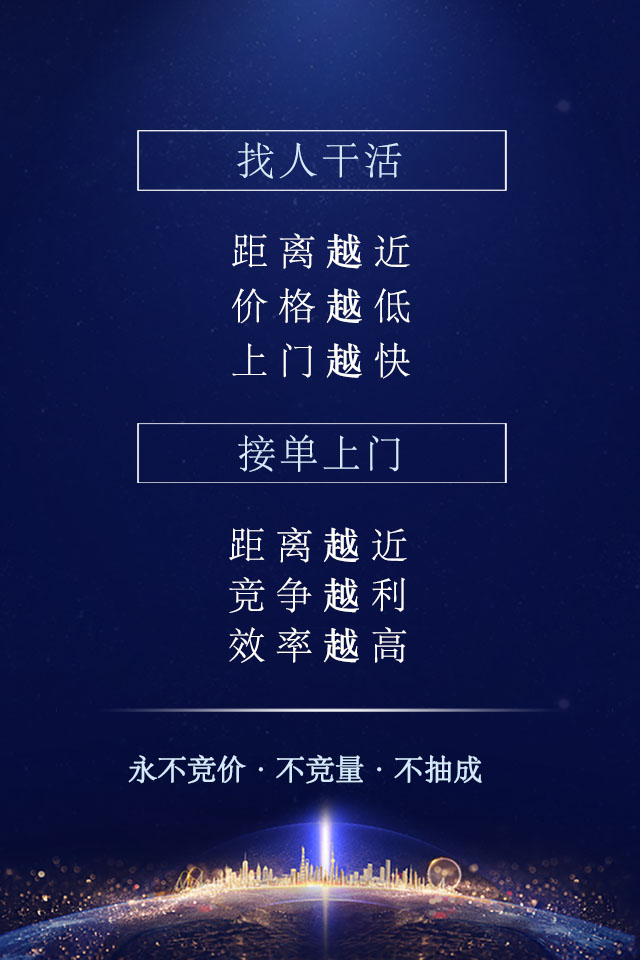 找人干活
距离越近
价格越低
上门越快
接单上门
距离越近
竞争越利
效率越高
永不竞价·不竞量·不抽成